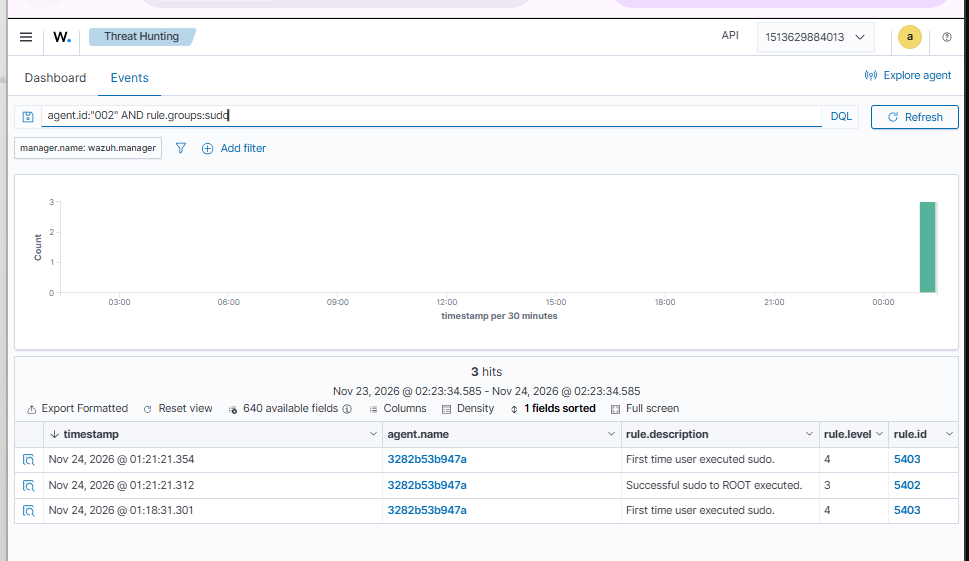 W. Threat Hunting API 1513629884013 a
Dashboard Events Explore agent
agent.id:"002" AND rule.groups:sudo DQL Refresh
manager.name: wazuh.manager Add filter
3
2
1
0
Count
03:00 06:00 09:00 12:00 15:00 18:00 21:00 00:00
timestamp per 30 minutes
3 hits
Nov 23, 2026 @ 02:23:34.585 - Nov 24, 2026 @ 02:23:34.585
Export Formatted Reset view 640 available fields Columns Density 1 fields sorted Full screen
timestamp agent.name rule.description rule.level rule.id
Nov 24, 2026 @ 01:21:21.354 3282b53b947a First time user executed sudo. 4 5403
Nov 24, 2026 @ 01:21:21.312 3282b53b947a Successful sudo to ROOT executed. 3 5402
Nov 24, 2026 @ 01:18:31.301 3282b53b947a First time user executed sudo. 4 5403